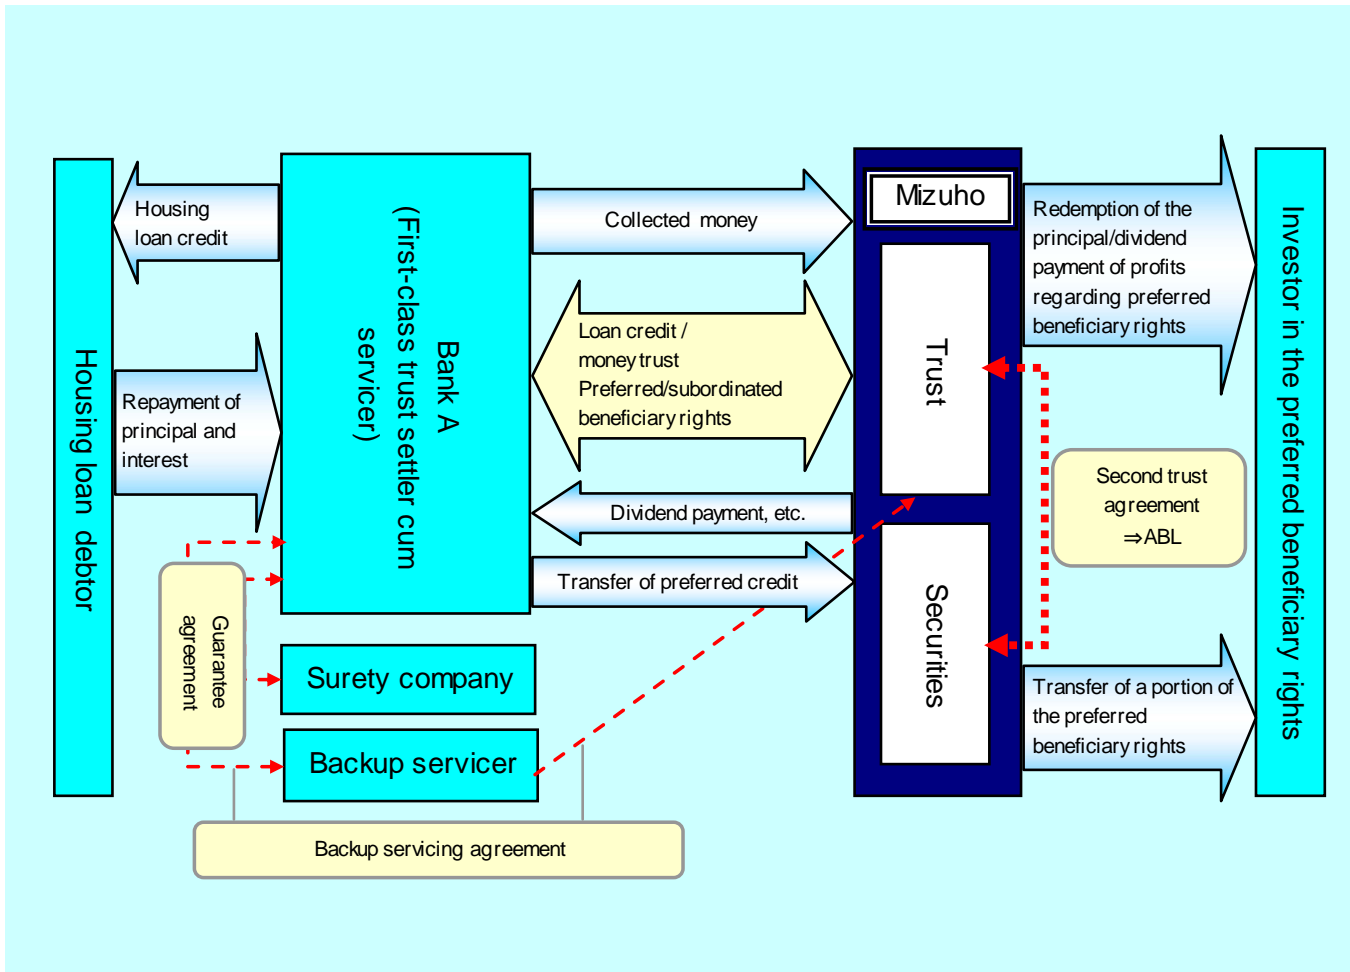 Housing loan debtor
Housing
loan credit
Repayment of
principal and
interest
Bank A
(First-class trust settler cum
servicer)
Guarantee
agreement
Surety company
Backup servicer
Backup servicing agreement
Collected money
Loan credit /
money trust
Preferred/subordinated
beneficiary rights
Dividend payment, etc.
Transfer of preferred credit
Mizuho
Trust
Securities
Redemption of the
principal/dividend
payment of profits
regarding preferred
beneficiary rights
Second trust
agreement
⇒ABL
Transfer of a portion of
the preferred
beneficiary rights
Investor in the preferred beneficiary rights